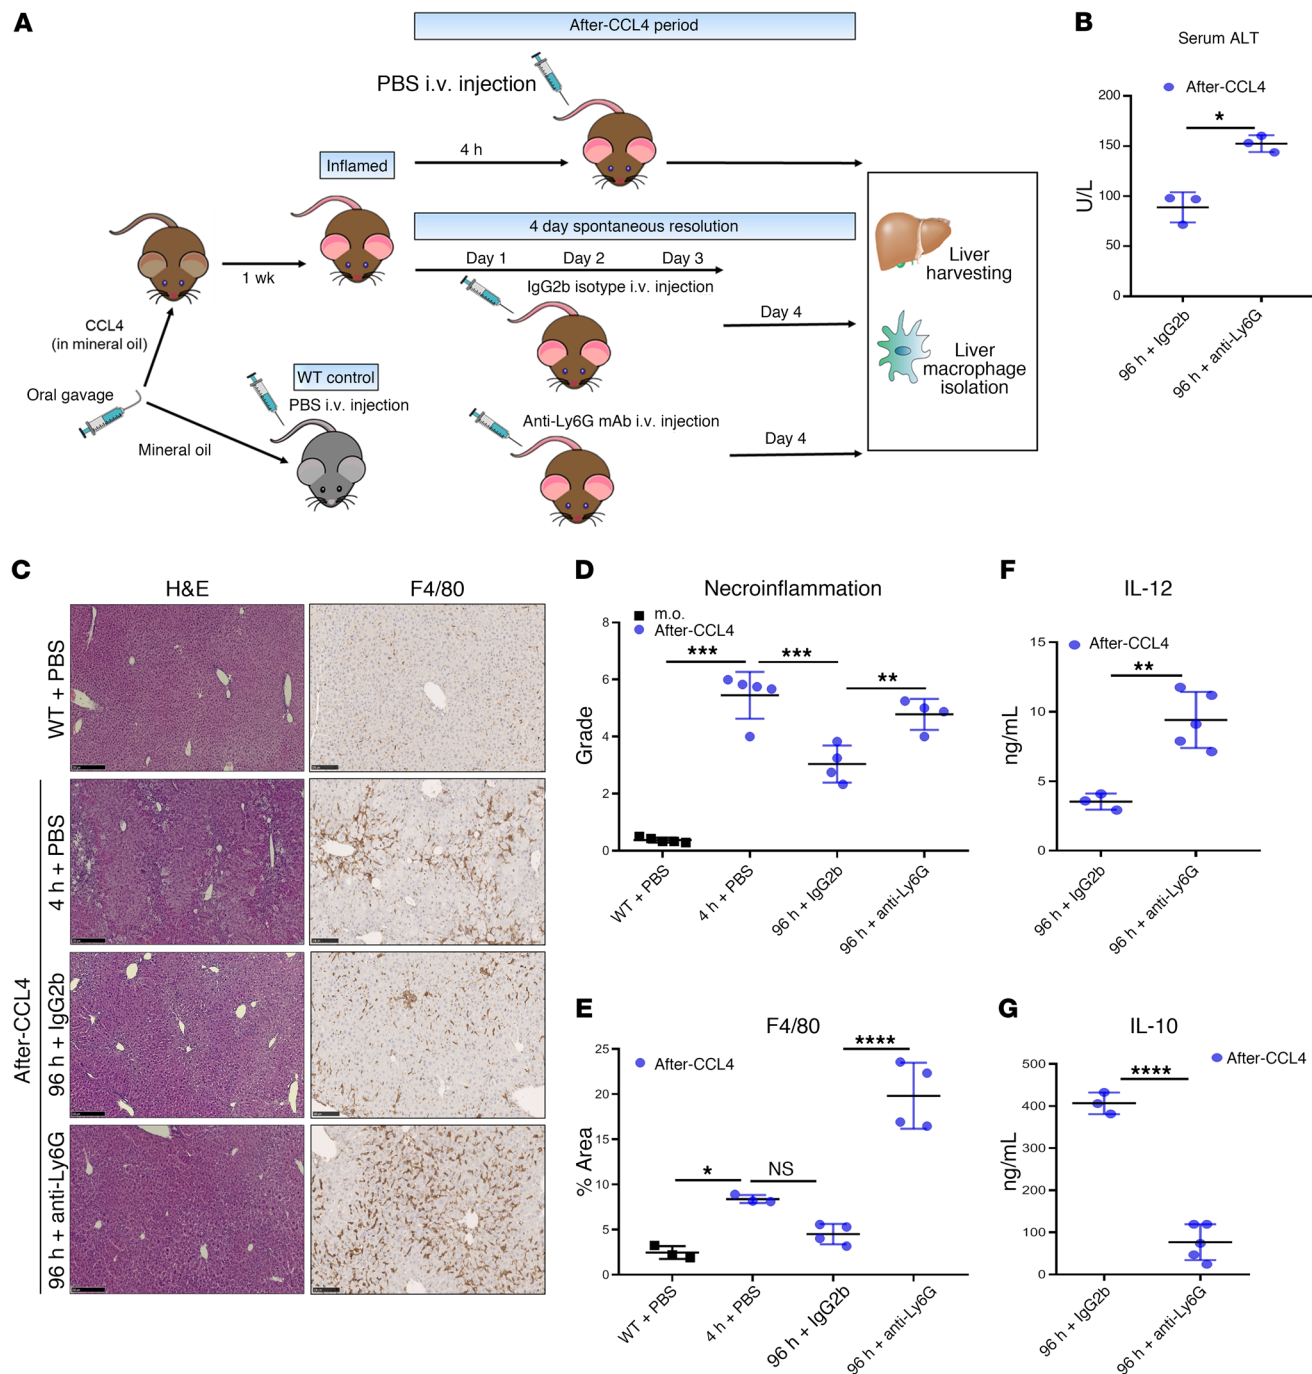 A
After-CCL4 period
PBS i.v. injection
4 h
Inflamed
4 day spontaneous resolution
Day 1
Day 2
Day 3
IgG2b isotype i.v. injection
1 wk
Day 4
CCL4
(in mineral oil)
Oral gavage
WT control
PBS i.v. injection
Mineral oil
Anti-Ly6G mAb i.v. injection
Day 4
Liver
harvesting
Liver
macrophage
isolation
B
Serum ALT
After-CCL4
*
U/L
200
150
100
50
0
96 h + IgG2b
96 h + anti-Ly6G
C
H&E
F4/80
WT + PBS
4 h + PBS
96 h + IgG2b
96 h + anti-Ly6G
After-CCL4
D
Necroinflammation
m.o.
After-CCL4
***
***
**
Grade
8
6
4
2
0
WT + PBS
4 h + PBS
96 h + IgG2b
96 h + anti-Ly6G
F
IL-12
After-CCL4
**
ng/mL
15
10
5
0
96 h + IgG2b
96 h + anti-Ly6G
E
F4/80
After-CCL4
*
NS
****
% Area
25
20
15
10
5
0
WT + PBS
4 h + PBS
96 h + IgG2b
96 h + anti-Ly6G
G
IL-10
After-CCL4
****
ng/mL
500
400
300
200
100
0
96 h + IgG2b
96 h + anti-Ly6G